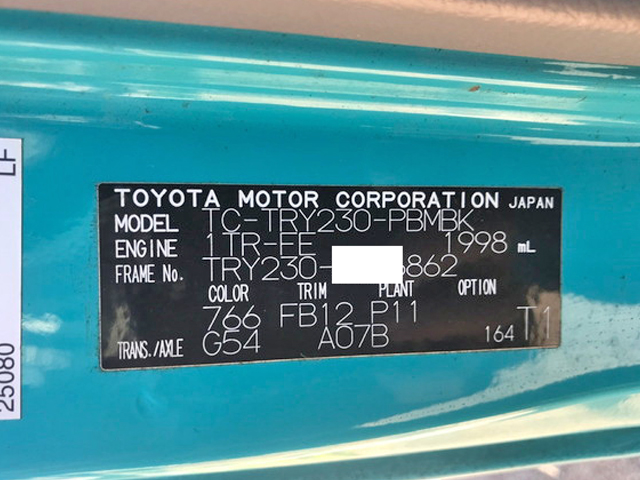 LF
25080
TOYOTA MOTOR CORPORATION JAPAN
MODEL TC-TRY230-PBMBK
ENGINE 1TR-FE 1998 mL
FRAME No. TRY230- 862
COLOR TRIM PLANT OPTION
766 FB12 P11
TRANS./AXLE G54 A07B 164 T1